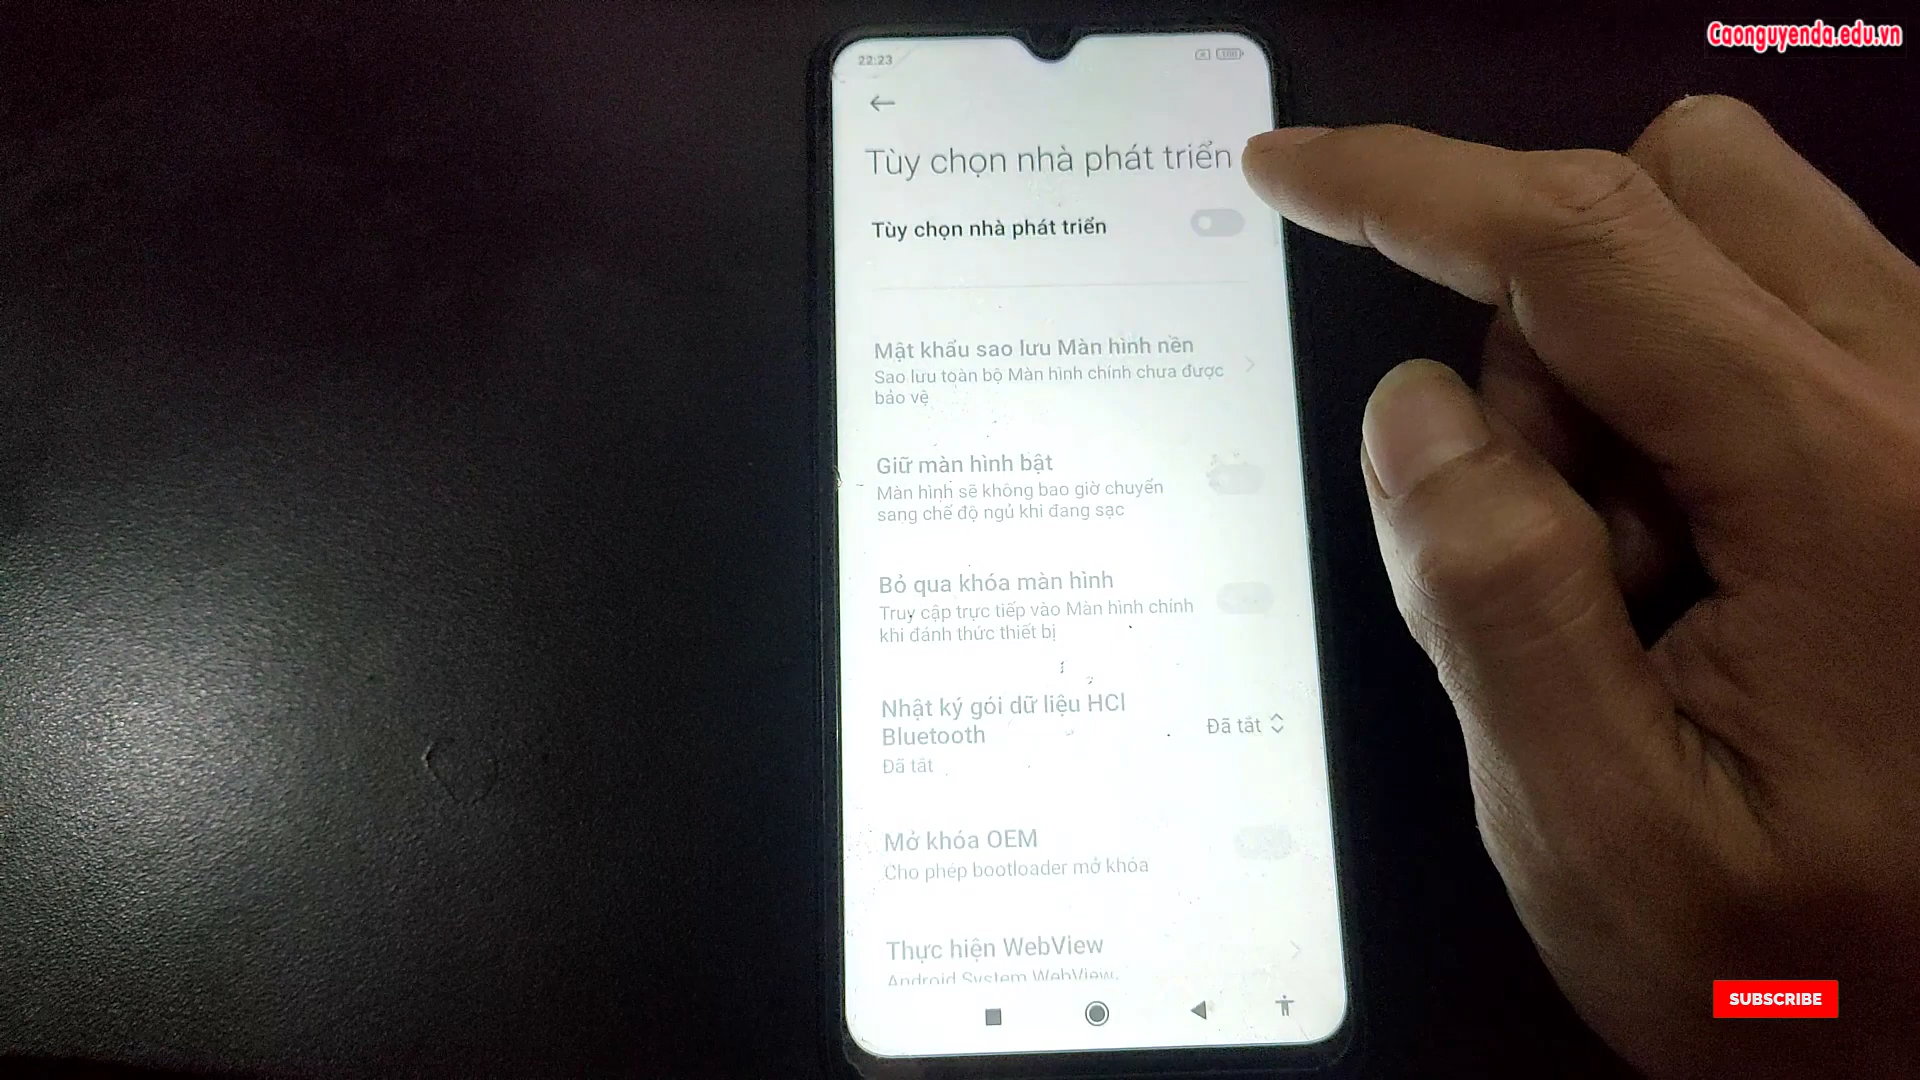 Caonguyenda.edu.vn
22:23
100
Tùy chọn nhà phát triển
Tùy chọn nhà phát triển
Mật khẩu sao lưu Màn hình nền
Sao lưu toàn bộ Màn hình chính chưa được
bảo vệ
Giữ màn hình bật
Màn hình sẽ không bao giờ chuyển
sang chế độ ngủ khi đang sạc
Bỏ qua khóa màn hình
Truy cập trực tiếp vào Màn hình chính
khi đánh thức thiết bị
Nhật ký gói dữ liệu HCI
Bluetooth
Đã tắt
Đã tắt
Mở khóa OEM
Cho phép bootloader mở khóa
Thực hiện WebView
Android System WebView
SUBSCRIBE